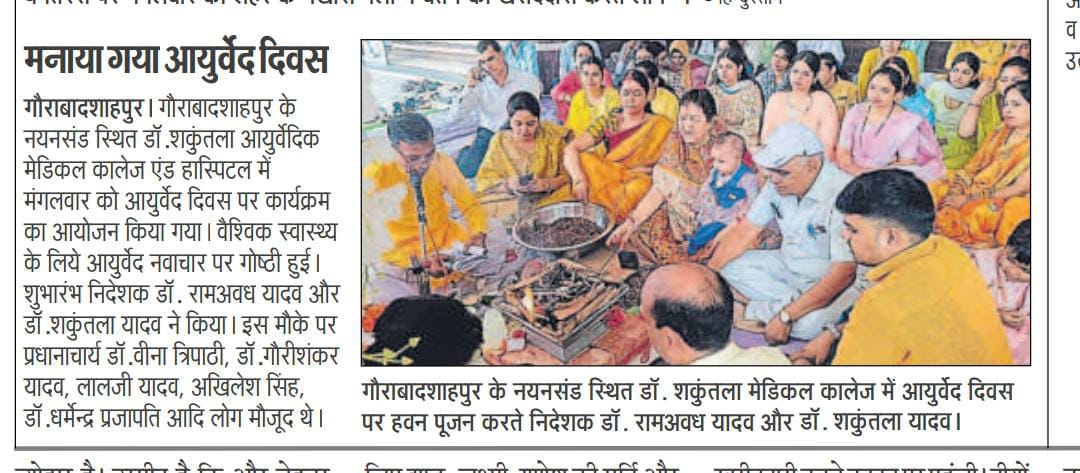 मनाया गया आयुर्वेद दिवस
गौराबादशाहपुर। गौराबादशाहपुर के
नयनसंड स्थित डॉ.शकुंतला आयुर्वेदिक
मेडिकल कालेज एंड हास्पिटल में
मंगलवार को आयुर्वेद दिवस पर कार्यक्रम
का आयोजन किया गया। वैश्विक स्वास्थ्य
के लिये आयुर्वेद नवाचार पर गोष्ठी हुई।
शुभारंभ निदेशक डॉ. रामअवध यादव और
डॉ.शकुंतला यादव ने किया। इस मौके पर
प्रधानाचार्य डॉ.वीना त्रिपाठी, डॉ.गौरीशंकर
यादव, लालजी यादव, अखिलेश सिंह,
डॉ.धर्मेन्द्र प्रजापति आदि लोग मौजूद थे।
गौराबादशाहपुर के नयनसंड स्थित डॉ. शकुंतला मेडिकल कालेज में आयुर्वेद दिवस
पर हवन पूजन करते निदेशक डॉ. रामअवध यादव और डॉ. शकुंतला यादव।